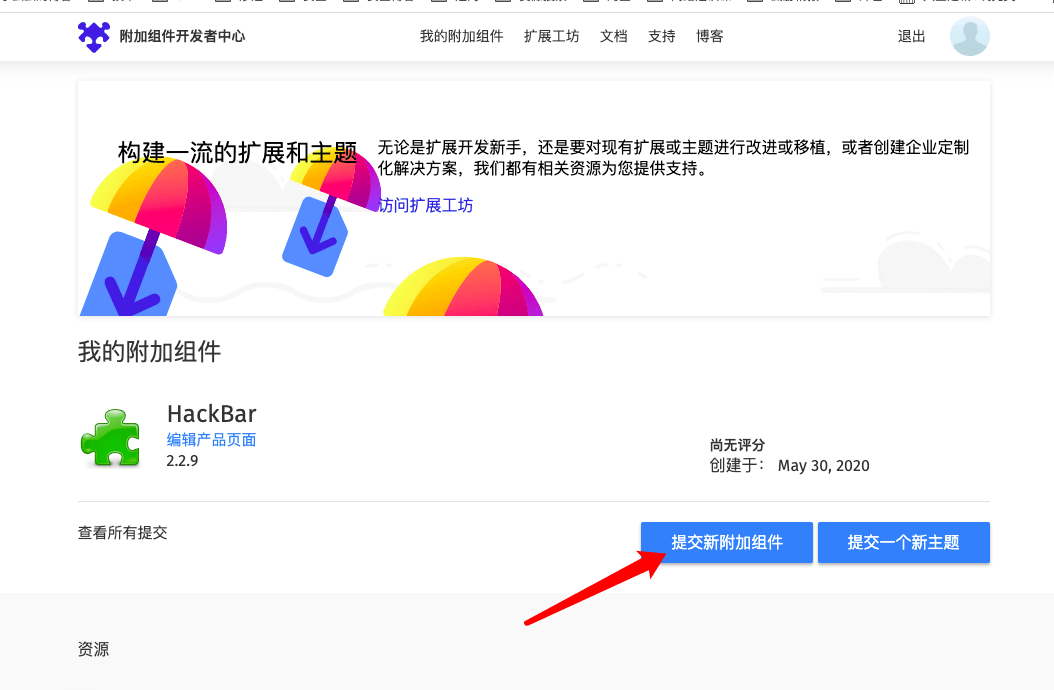 附加组件开发者中心
我的附加组件 扩展工坊 文档 支持 博客
退出
构建一流的扩展和主题
无论是扩展开发新手，还是要对现有扩展或主题进行改进或移植，或者创建企业定制
化解决方案，我们都有相关资源为您提供支持。
访问扩展工坊
我的附加组件
HackBar
编辑产品页面
2.2.9
尚无评分
创建于： May 30, 2020
查看所有提交
提交新附加组件
提交一个新主题
资源